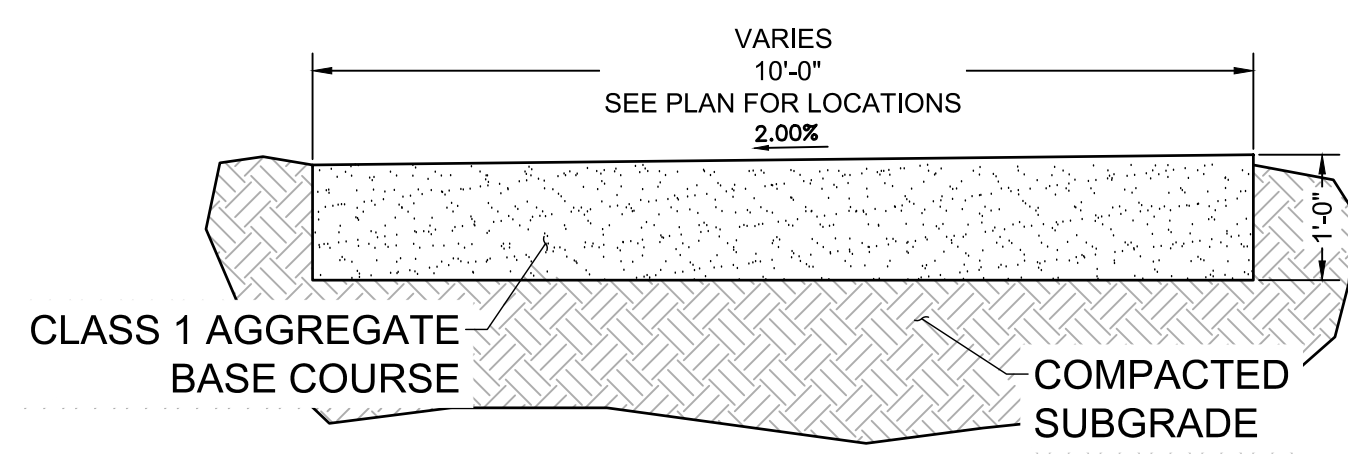 VARIES
10'-0"
SEE PLAN FOR LOCATIONS
2.00%
1'-0"
CLASS 1 AGGREGATE
BASE COURSE
COMPACTED
SUBGRADE